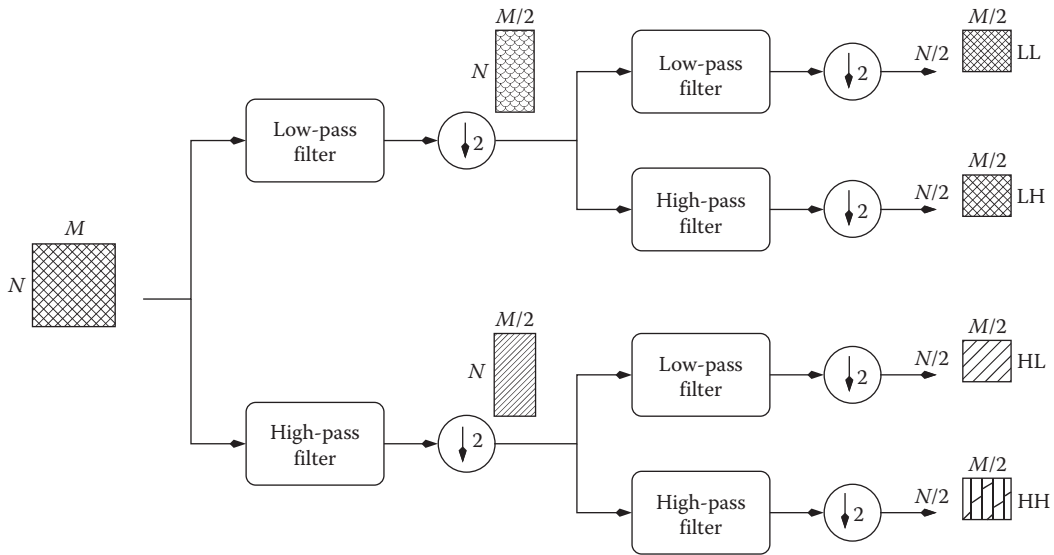 M/2
M/2
N
Low-pass
filter
2
N/2
LL
Low-pass
filter
2
M/2
High-pass
filter
2
N/2
LH
M
N
M/2
M/2
N
Low-pass
filter
2
N/2
HL
High-pass
filter
2
M/2
High-pass
filter
2
N/2
HH